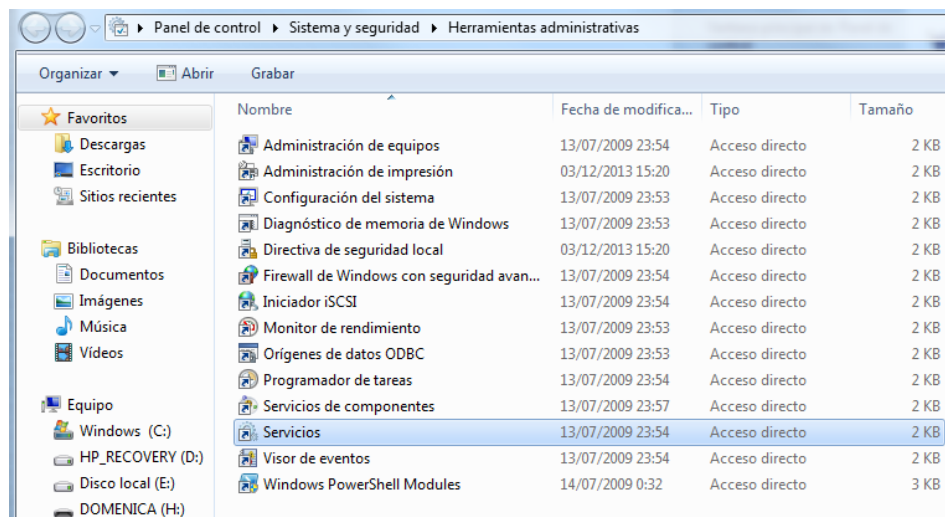 Panel de control ▸ Sistema y seguridad ▸ Herramientas administrativas
Organizar Abrir Grabar
Favoritos
Descargas
Escritorio
Sitios recientes
Bibliotecas
Documentos
Imágenes
Música
Vídeos
Equipo
Windows (C:)
HP_RECOVERY (D:)
Disco local (E:)
DOMENICA (H:)
Nombre Fecha de modifica... Tipo Tamaño
Administración de equipos 13/07/2009 23:54 Acceso directo 2 KB
Administración de impresión 03/12/2013 15:20 Acceso directo 2 KB
Configuración del sistema 13/07/2009 23:53 Acceso directo 2 KB
Diagnóstico de memoria de Windows 13/07/2009 23:53 Acceso directo 2 KB
Directiva de seguridad local 03/12/2013 15:20 Acceso directo 2 KB
Firewall de Windows con seguridad avan... 13/07/2009 23:54 Acceso directo 2 KB
Iniciador iSCSI 13/07/2009 23:54 Acceso directo 2 KB
Monitor de rendimiento 13/07/2009 23:53 Acceso directo 2 KB
Orígenes de datos ODBC 13/07/2009 23:53 Acceso directo 2 KB
Programador de tareas 13/07/2009 23:54 Acceso directo 2 KB
Servicios de componentes 13/07/2009 23:57 Acceso directo 2 KB
Servicios 13/07/2009 23:54 Acceso directo 2 KB
Visor de eventos 13/07/2009 23:54 Acceso directo 2 KB
Windows PowerShell Modules 14/07/2009 0:32 Acceso directo 3 KB